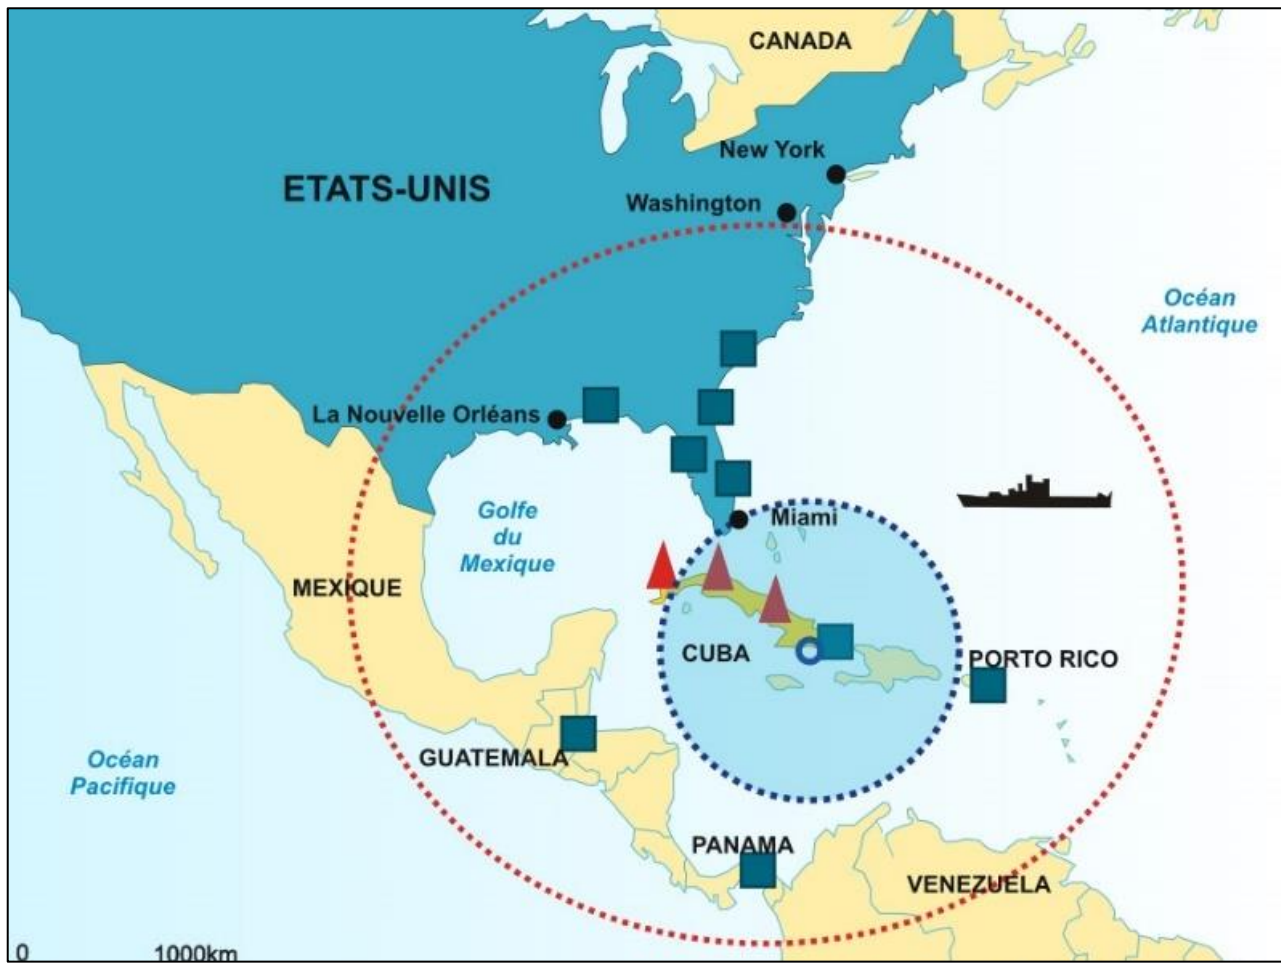 CANADA
New York
ETATS-UNIS
Washington
Océan
Atlantique
La Nouvelle Orléans
Golfe
du
Mexique
Miami
MEXIQUE
CUBA
PORTO RICO
GUATEMALA
Océan
Pacifique
PANAMA
VENEZUELA
0 1000km